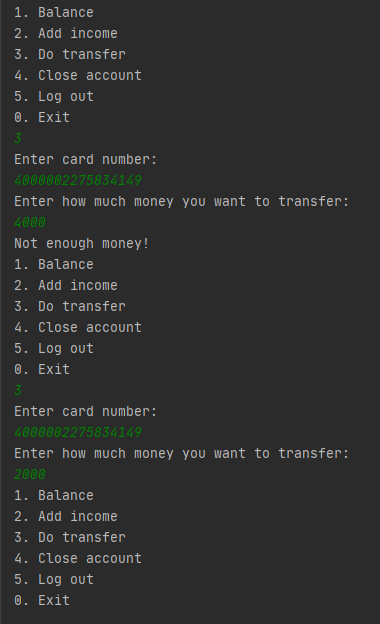 1. Balance
2. Add income
3. Do transfer
4. Close account
5. Log out
0. Exit
3
Enter card number:
4000002275834149
Enter how much money you want to transfer:
4000
Not enough money!
1. Balance
2. Add income
3. Do transfer
4. Close account
5. Log out
0. Exit
3
Enter card number:
4000002275834149
Enter how much money you want to transfer:
2000
1. Balance
2. Add income
3. Do transfer
4. Close account
5. Log out
0. Exit